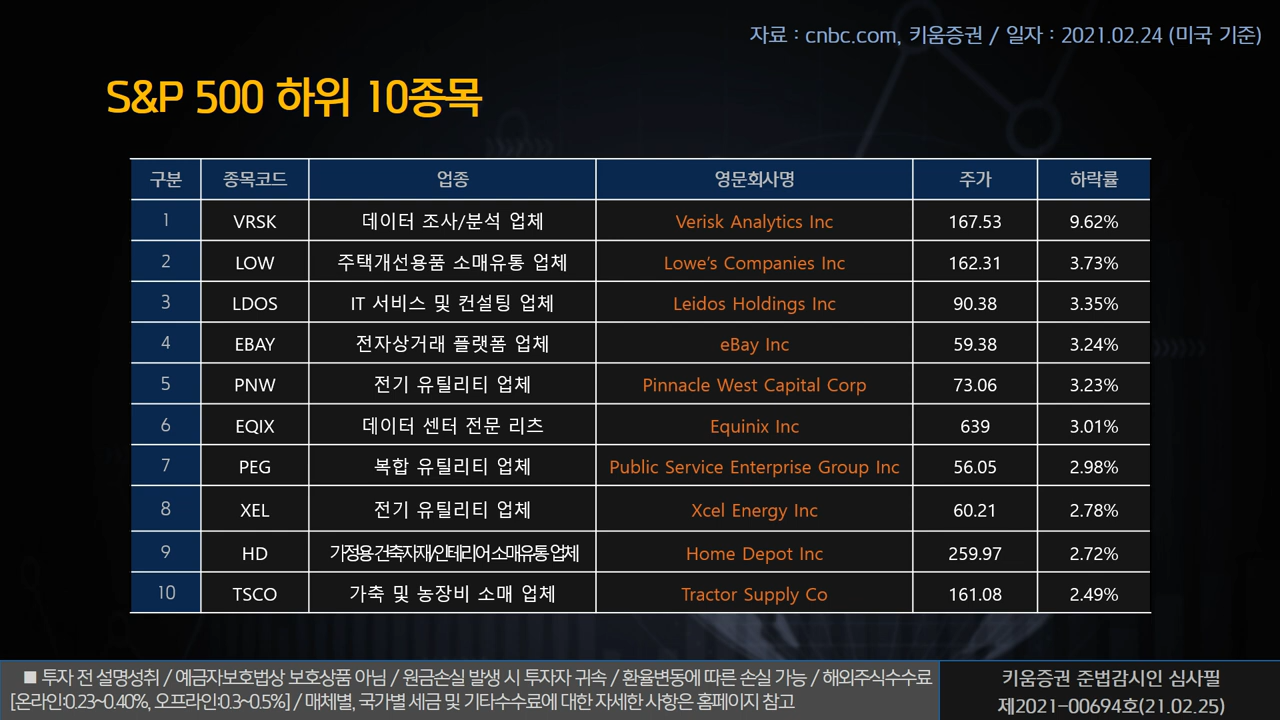 자료 : cnbc.com, 키움증권 / 일자 : 2021.02.24 (미국 기준)
S&P 500 하위 10종목
구분 종목코드 업종 영문회사명 주가 하락률
1 VRSK 데이터 조사/분석 업체 Verisk Analytics Inc 167.53 9.62%
2 LOW 주택개선용품 소매유통 업체 Lowe's Companies Inc 162.31 3.73%
3 LDOS IT 서비스 및 컨설팅 업체 Leidos Holdings Inc 90.38 3.35%
4 EBAY 전자상거래 플랫폼 업체 eBay Inc 59.38 3.24%
5 PNW 전기 유틸리티 업체 Pinnacle West Capital Corp 73.06 3.23%
6 EQIX 데이터 센터 전문 리츠 Equinix Inc 639 3.01%
7 PEG 복합 유틸리티 업체 Public Service Enterprise Group Inc 56.05 2.98%
8 XEL 전기 유틸리티 업체 Xcel Energy Inc 60.21 2.78%
9 HD 가정용 건축자재/인테리어 소매유통 업체 Home Depot Inc 259.97 2.72%
10 TSCO 가축 및 농장비 소매 업체 Tractor Supply Co 161.08 2.49%
■ 투자 전 설명성취 / 예금자보호법상 보호상품 아님 / 원금손실 발생 시 투자자 귀속 / 환율변동에 따른 손실 가능 / 해외주식수수료
[온라인:0.23~0.40%, 오프라인:0.3~0.5%] / 매체별, 국가별 세금 및 기타수수료에 대한 자세한 사항은 홈페이지 참고
키움증권 준법감시인 심사필
제2021-00694호(21.02.25)